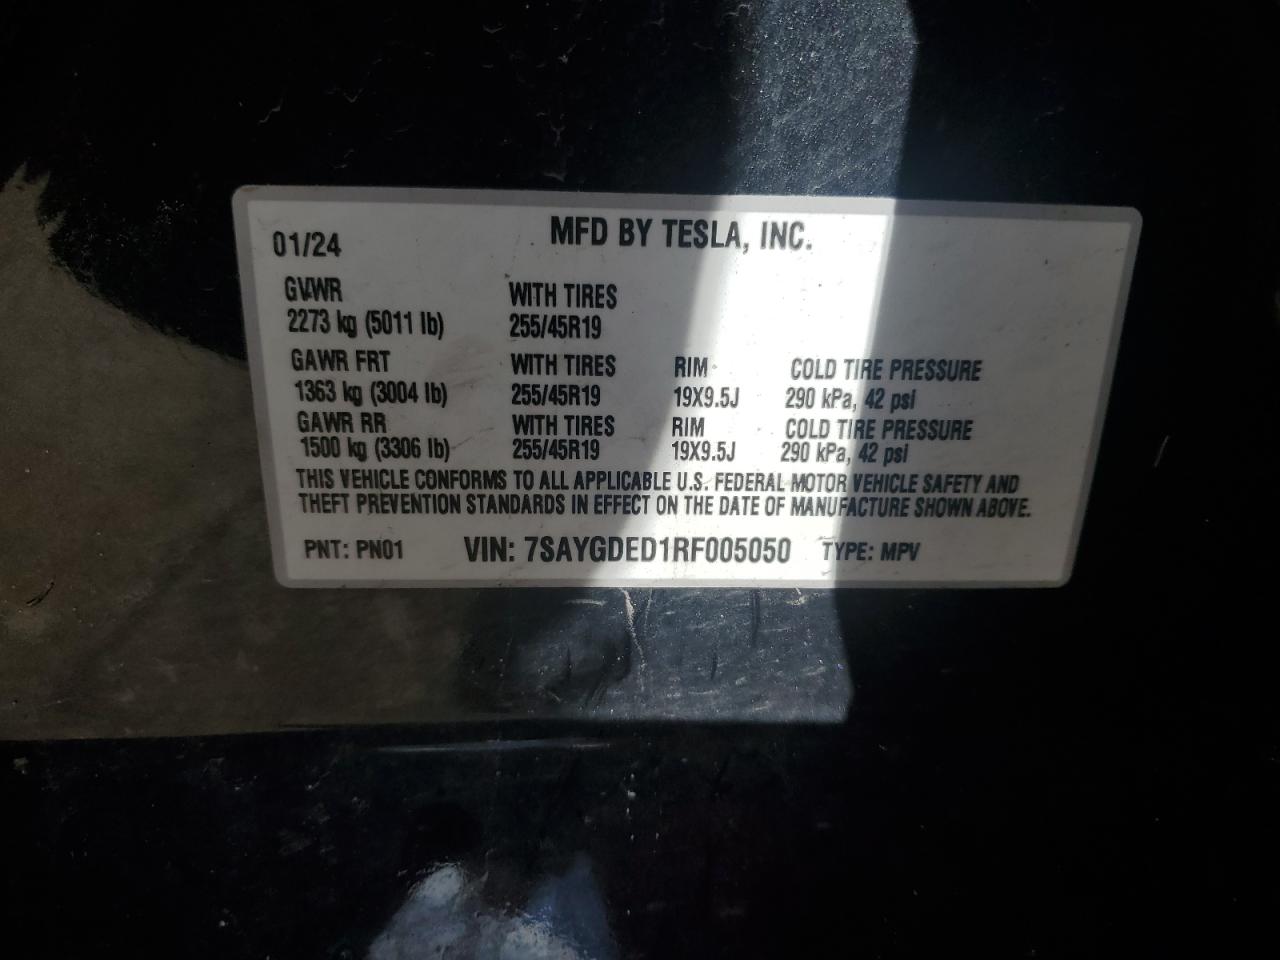 01/24 MFD BY TESLA, INC.
GVWR WITH TIRES
2273 kg (5011 lb) 255/45R19
GAWR FRT WITH TIRES RIM COLD TIRE PRESSURE
1363 kg (3004 lb) 255/45R19 19X9.5J 290 kPa, 42 psi
GAWR RR WITH TIRES RIM COLD TIRE PRESSURE
1500 kg (3306 lb) 255/45R19 19X9.5J 290 kPa, 42 psi
THIS VEHICLE CONFORMS TO ALL APPLICABLE U.S. FEDERAL MOTOR VEHICLE SAFETY AND
THEFT PREVENTION STANDARDS IN EFFECT ON THE DATE OF MANUFACTURE SHOWN ABOVE.
PNT: PN01 VIN: 7SAYGDED1RF005050 TYPE: MPV